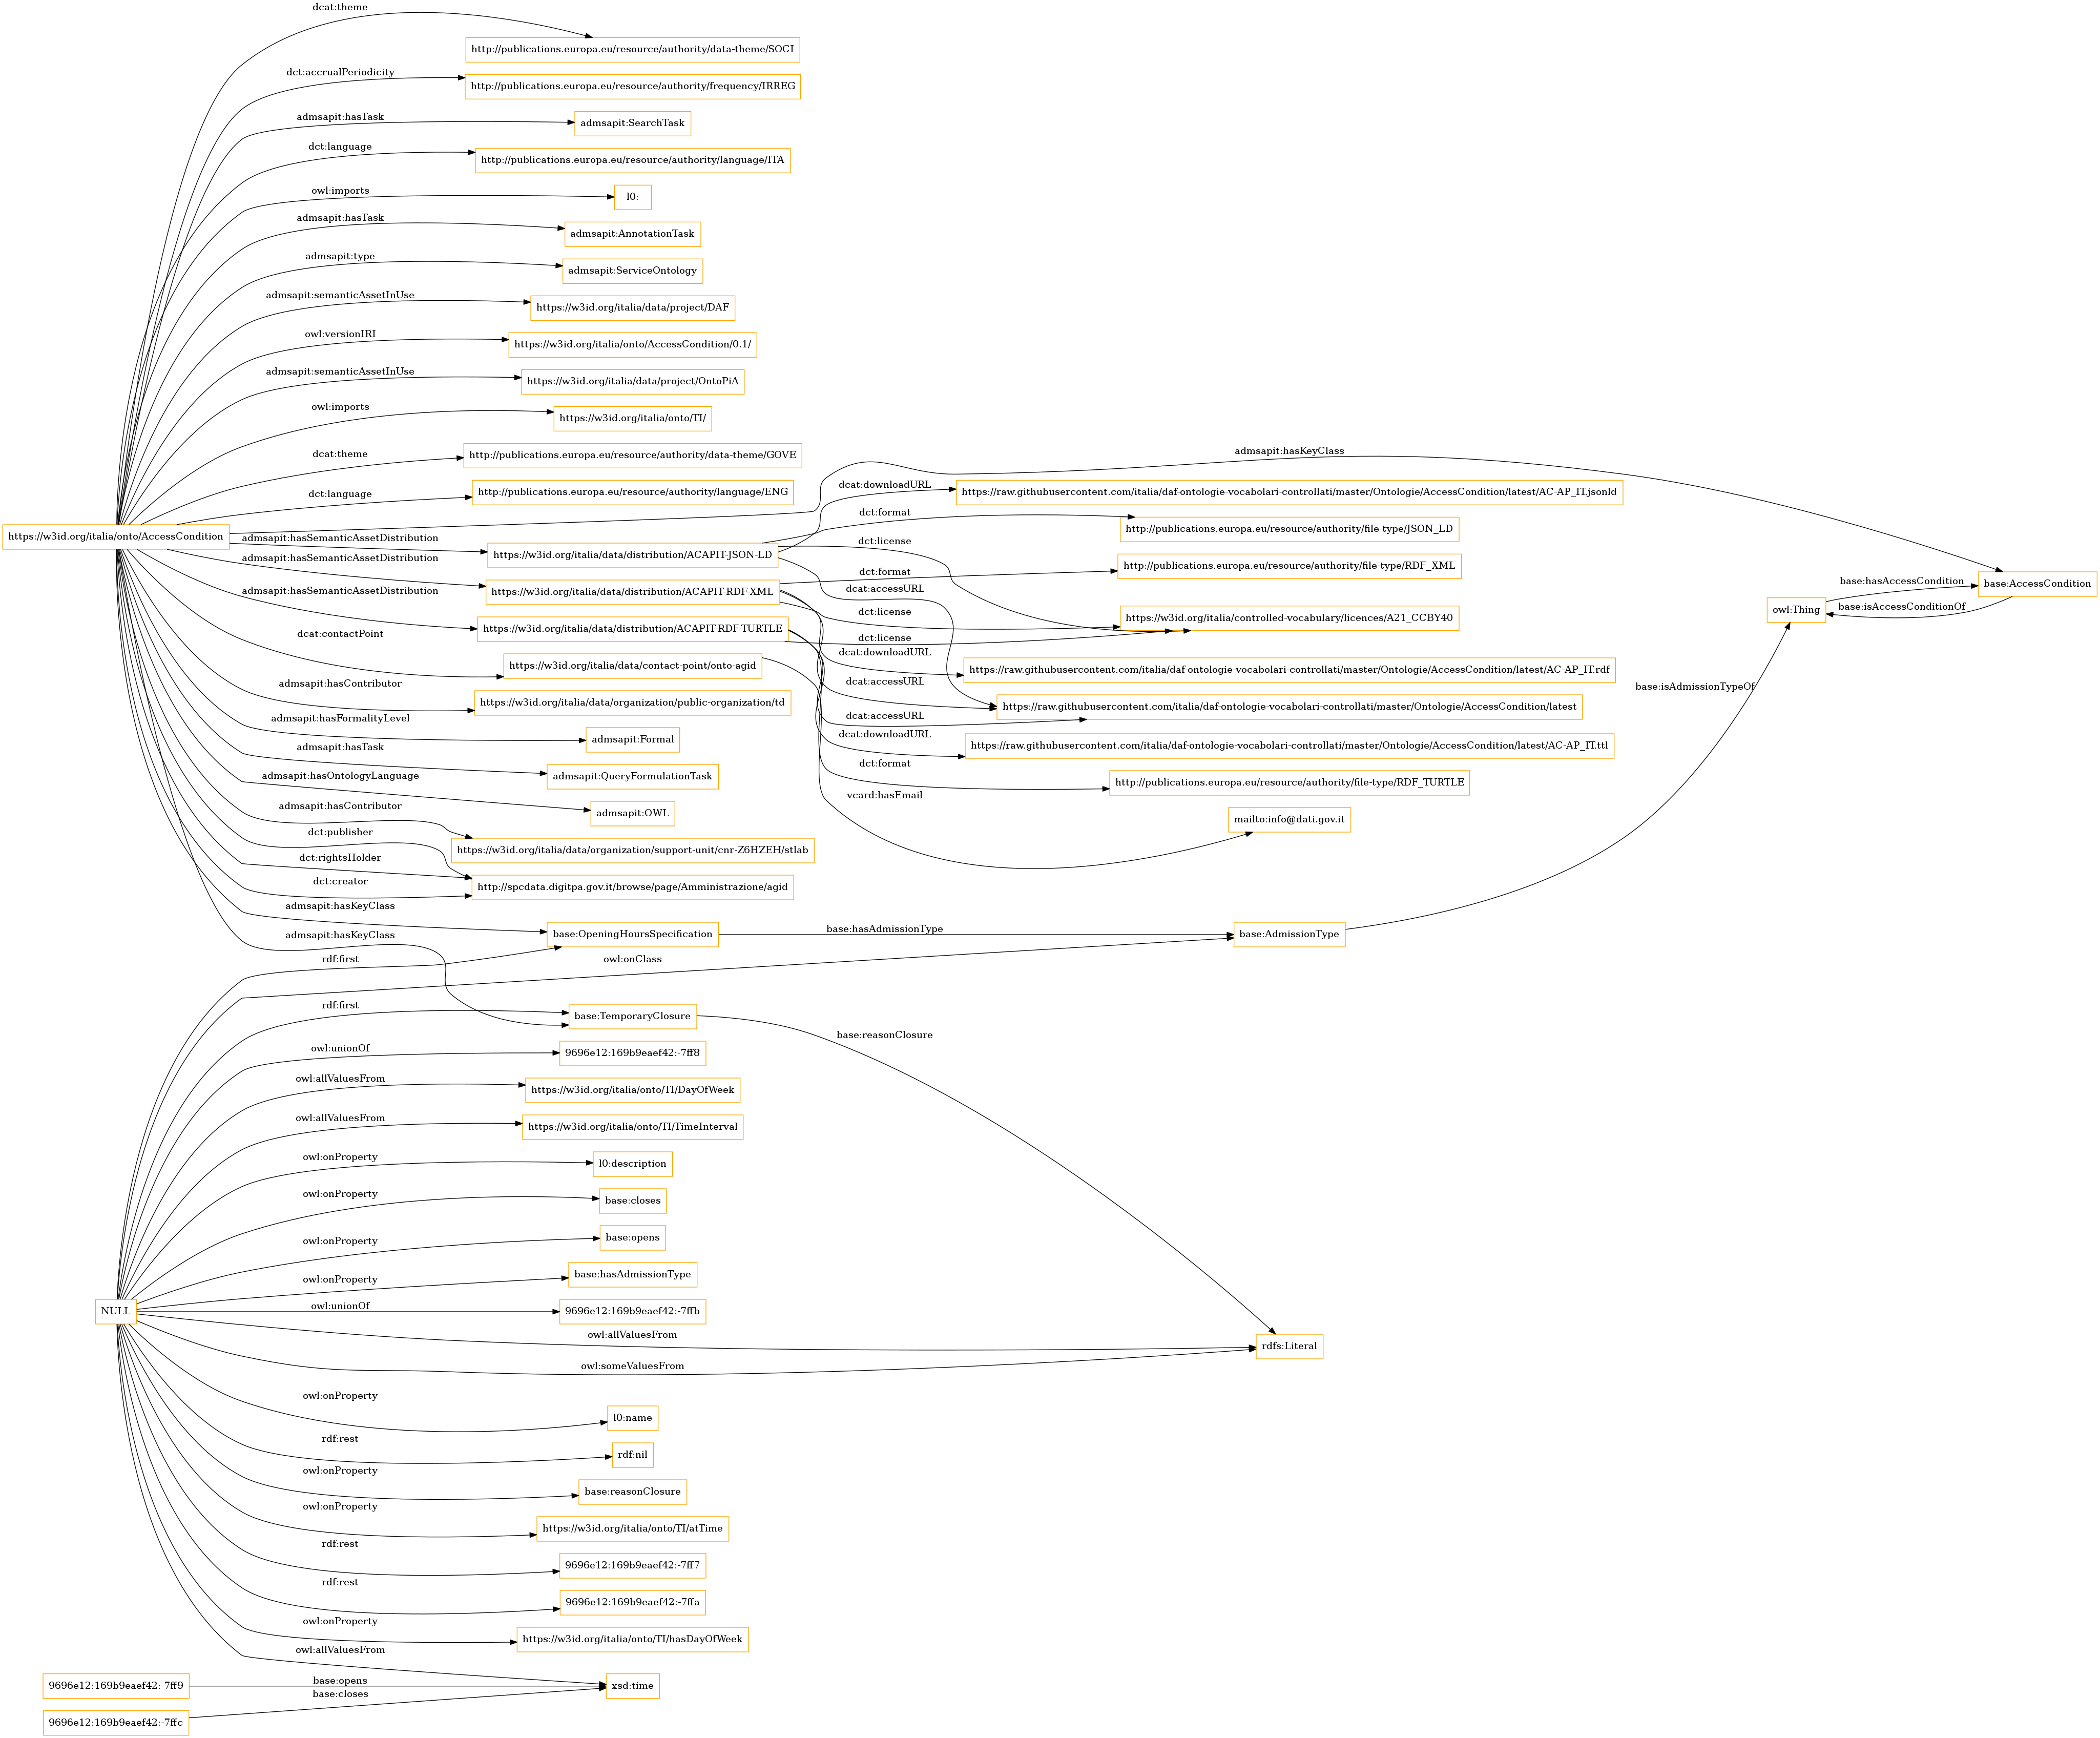 dcat:theme
http://publications.europa.eu/resource/authority/data-theme/SOCI
dct:accrualPeriodicity
http://publications.europa.eu/resource/authority/frequency/IRREG
admsapit:hasTask
admsapit:SearchTask
dct:language
http://publications.europa.eu/resource/authority/language/ITA
owl:imports
l0:
admsapit:hasTask
admsapit:AnnotationTask
admsapit:type
admsapit:ServiceOntology
admsapit:semanticAssetInUse
https://w3id.org/italia/data/project/DAF
owl:versionIRI
https://w3id.org/italia/onto/AccessCondition/0.1/
admsapit:semanticAssetInUse
https://w3id.org/italia/data/project/OntoPiA
owl:imports
https://w3id.org/italia/onto/TI/
dcat:theme
http://publications.europa.eu/resource/authority/data-theme/GOVE
admsapit:hasKeyClass
dct:language
http://publications.europa.eu/resource/authority/language/ENG
dcat:downloadURL
https://raw.githubusercontent.com/italia/daf-ontologie-vocabolari-controllati/master/Ontologie/AccessCondition/latest/AC-AP_IT.jsonld
https://w3id.org/italia/onto/AccessCondition
admsapit:hasSemanticAssetDistribution
https://w3id.org/italia/data/distribution/ACAPIT-JSON-LD
dct:format
http://publications.europa.eu/resource/authority/file-type/JSON_LD
dct:license
admsapit:hasSemanticAssetDistribution
https://w3id.org/italia/data/distribution/ACAPIT-RDF-XML
dct:format
http://publications.europa.eu/resource/authority/file-type/RDF_XML
dcat:accessURL
base:hasAccessCondition
base:AccessCondition
owl:Thing
base:isAccessConditionOf
admsapit:hasSemanticAssetDistribution
https://w3id.org/italia/data/distribution/ACAPIT-RDF-TURTLE
dct:license
https://w3id.org/italia/controlled-vocabulary/licences/A21_CCBY40
dct:license
dcat:contactPoint
https://w3id.org/italia/data/contact-point/onto-agid
dcat:downloadURL
https://raw.githubusercontent.com/italia/daf-ontologie-vocabolari-controllati/master/Ontologie/AccessCondition/latest/AC-AP_IT.rdf
admsapit:hasContributor
https://w3id.org/italia/data/organization/public-organization/td
dcat:accessURL
https://raw.githubusercontent.com/italia/daf-ontologie-vocabolari-controllati/master/Ontologie/AccessCondition/latest
base:isAdmissionTypeOf
admsapit:hasFormalityLevel
admsapit:Formal
dcat:accessURL
dcat:downloadURL
https://raw.githubusercontent.com/italia/daf-ontologie-vocabolari-controllati/master/Ontologie/AccessCondition/latest/AC-AP_IT.ttl
admsapit:hasTask
admsapit:QueryFormulationTask
dct:format
http://publications.europa.eu/resource/authority/file-type/RDF_TURTLE
admsapit:hasOntologyLanguage
admsapit:OWL
vcard:hasEmail
mailto:info@dati.gov.it
admsapit:hasContributor
https://w3id.org/italia/data/organization/support-unit/cnr-Z6HZEH/stlab
dct:publisher
dct:rightsHolder
dct:creator
http://spcdata.digitpa.gov.it/browse/page/Amministrazione/agid
admsapit:hasKeyClass
base:OpeningHoursSpecification
base:hasAdmissionType
base:AdmissionType
admsapit:hasKeyClass
rdf:first
owl:onClass
rdf:first
base:TemporaryClosure
base:reasonClosure
owl:unionOf
9696e12:169b9eaef42:-7ff8
owl:allValuesFrom
https://w3id.org/italia/onto/TI/DayOfWeek
owl:allValuesFrom
https://w3id.org/italia/onto/TI/TimeInterval
owl:onProperty
l0:description
owl:onProperty
base:closes
owl:onProperty
base:opens
owl:onProperty
base:hasAdmissionType
NULL
owl:unionOf
9696e12:169b9eaef42:-7ffb
owl:allValuesFrom
rdfs:Literal
owl:someValuesFrom
owl:onProperty
l0:name
rdf:rest
rdf:nil
owl:onProperty
base:reasonClosure
owl:onProperty
https://w3id.org/italia/onto/TI/atTime
rdf:rest
9696e12:169b9eaef42:-7ff7
rdf:rest
9696e12:169b9eaef42:-7ffa
owl:onProperty
https://w3id.org/italia/onto/TI/hasDayOfWeek
owl:allValuesFrom
9696e12:169b9eaef42:-7ff9
base:opens
xsd:time
base:closes
9696e12:169b9eaef42:-7ffc